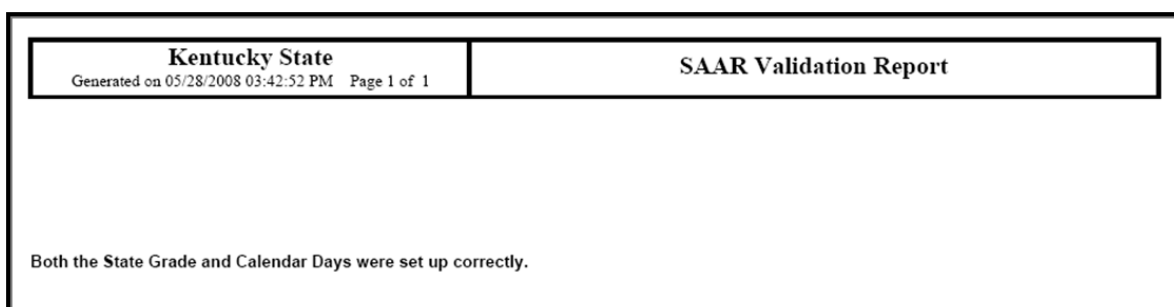 Kentucky State
Generated on 05/28/2008 03:42:52 PM Page 1 of 1
SAAR Validation Report
Both the State Grade and Calendar Days were set up correctly.